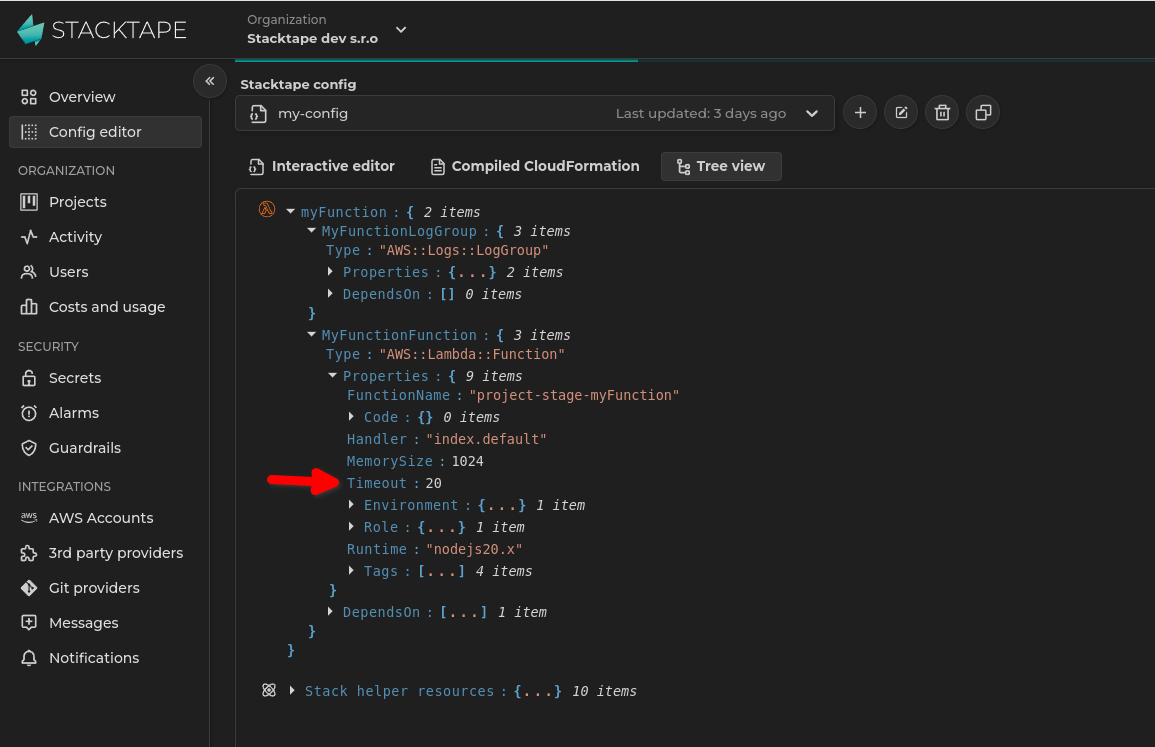 STACKTAPE
Organization
Stacktape dev s.r.o
Overview
Config editor
ORGANIZATION
Projects
Activity
Users
Costs and usage
SECURITY
Secrets
Alarms
Guardrails
INTEGRATIONS
aws AWS Accounts
3rd party providers
Git providers
Messages
Notifications
Stacktape config
my-config Last updated: 3 days ago
Interactive editor Compiled CloudFormation Tree view
myFunction : { 2 items
MyFunctionLogGroup : { 3 items
Type : "AWS::Logs::LogGroup"
Properties : {...} 2 items
DependsOn : [] 0 items
}
MyFunctionFunction : { 3 items
Type : "AWS::Lambda::Function"
Properties : { 9 items
FunctionName : "project-stage-myFunction"
Code : {} 0 items
Handler : "index.default"
MemorySize : 1024
Timeout : 20
Environment : {...} 1 item
Role : {...} 1 item
Runtime : "nodejs20.x"
Tags : [...] 4 items
}
DependsOn : [...] 1 item
}
}
Stack helper resources : {...} 10 items